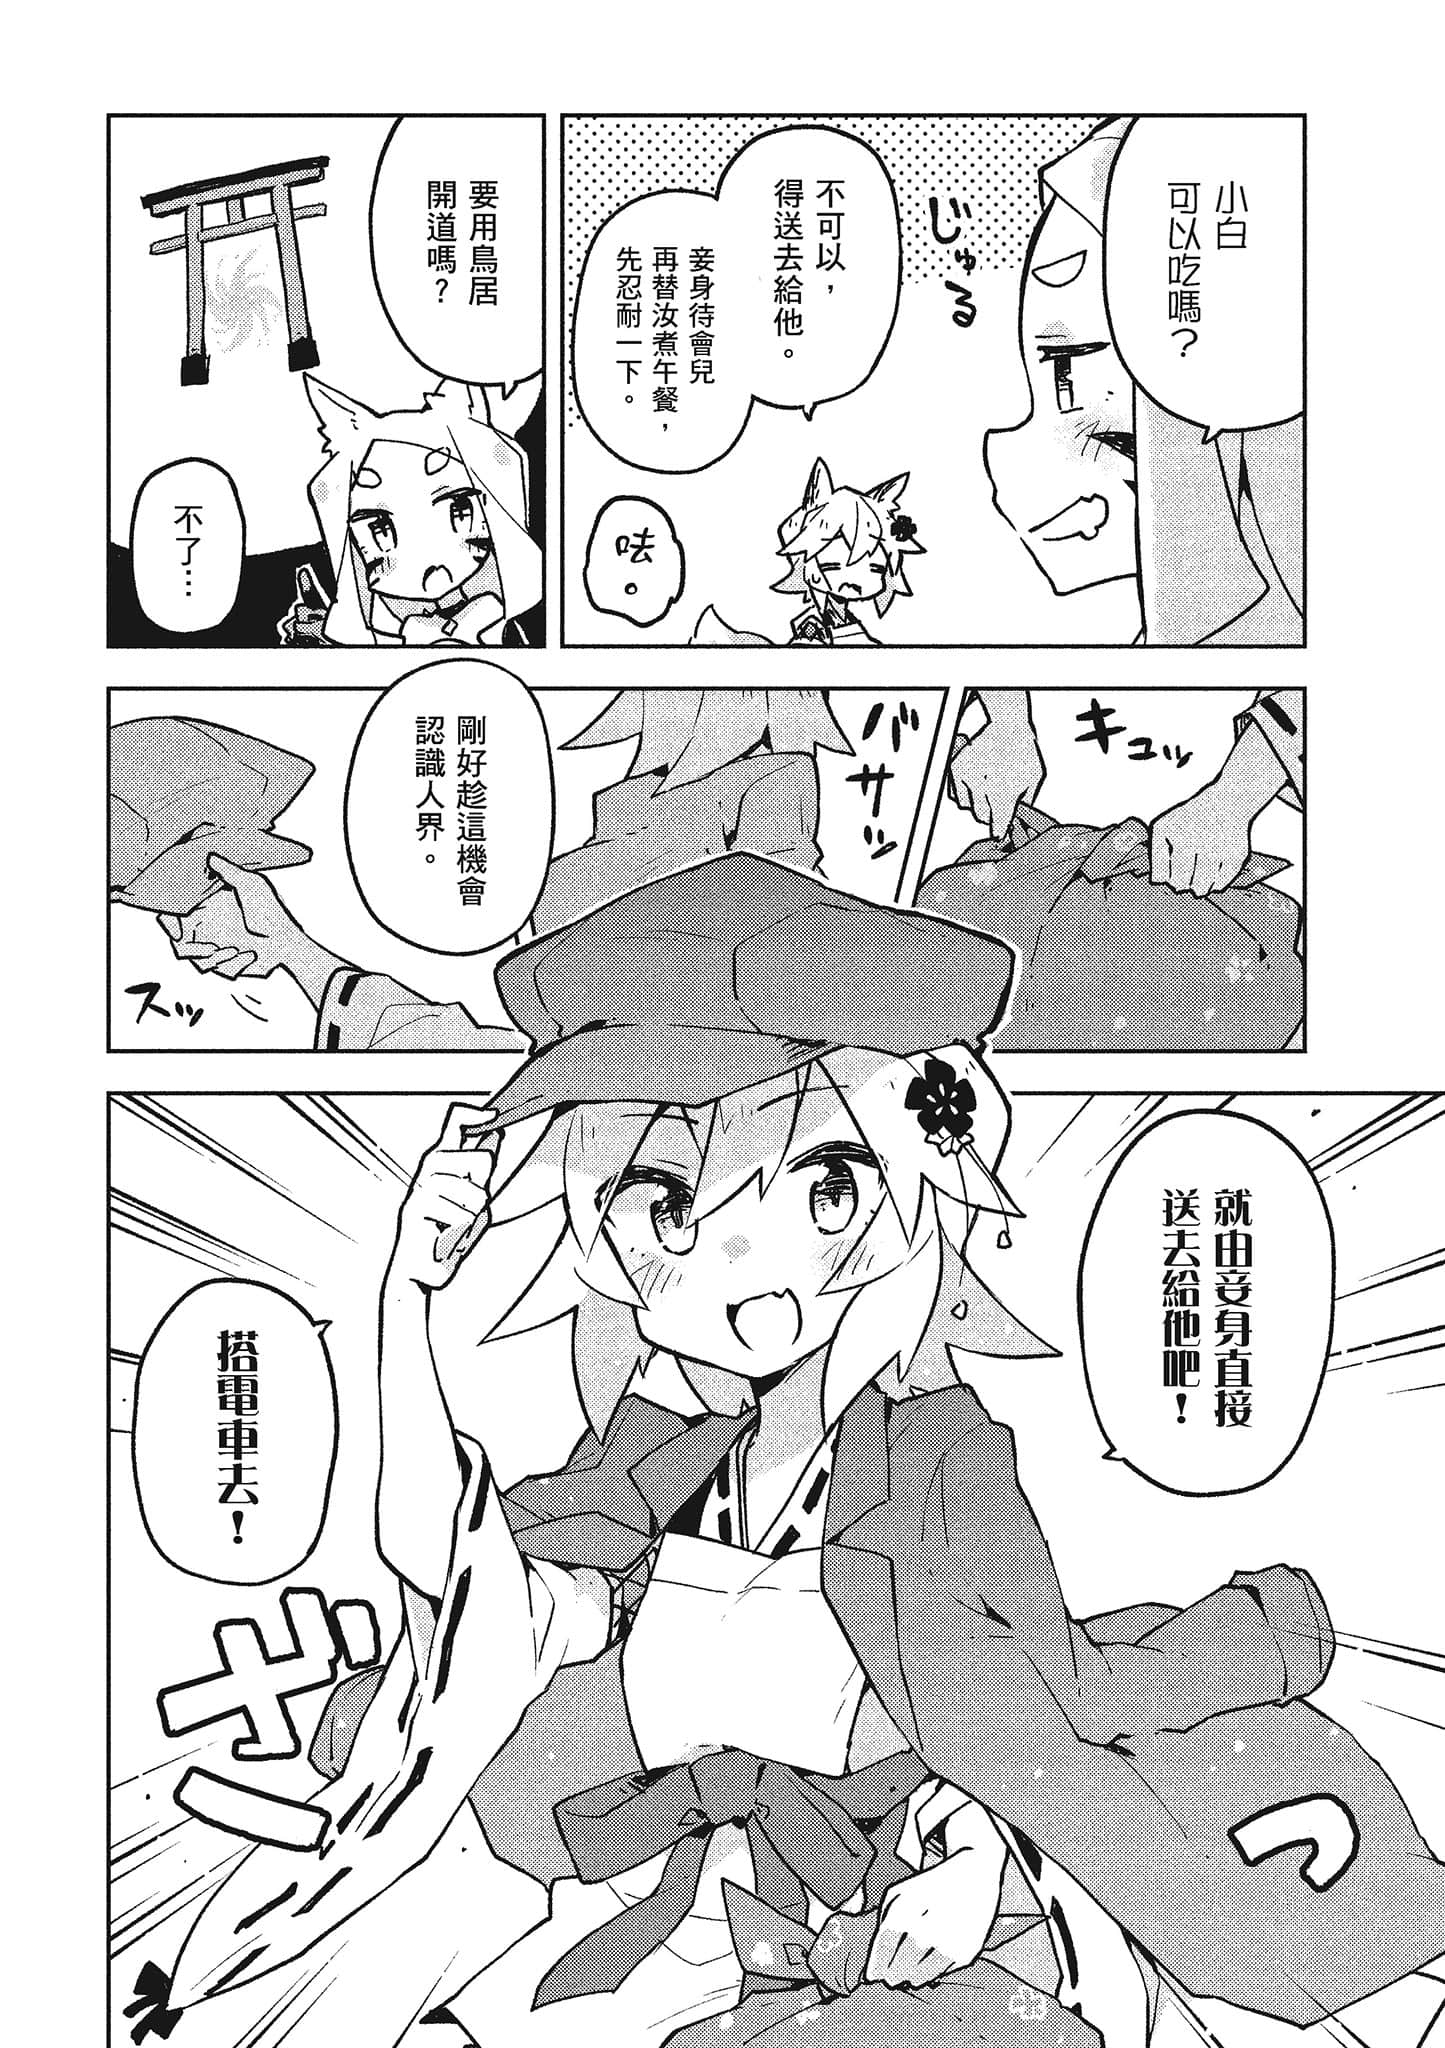 小白
可以吃嗎？
じゅる
不可以，
得送去給他。
妾身待會兒
再替汝煮午餐，
先忍耐一下。
呿。
要用鳥居
開道嗎？
不了…
キュッ
バサッ
剛好趁這機會
認識人界。
スッ
就由妾身直接
送去給他吧！
搭電車去！
ザッ